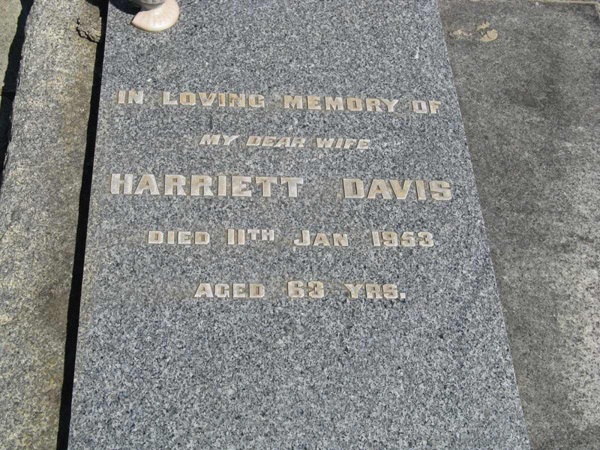 IN LOVING MEMORY OF
MY DEAR WIFE
HARRIETT DAVIS
DIED 11TH JAN 1953
AGED 63 YRS.